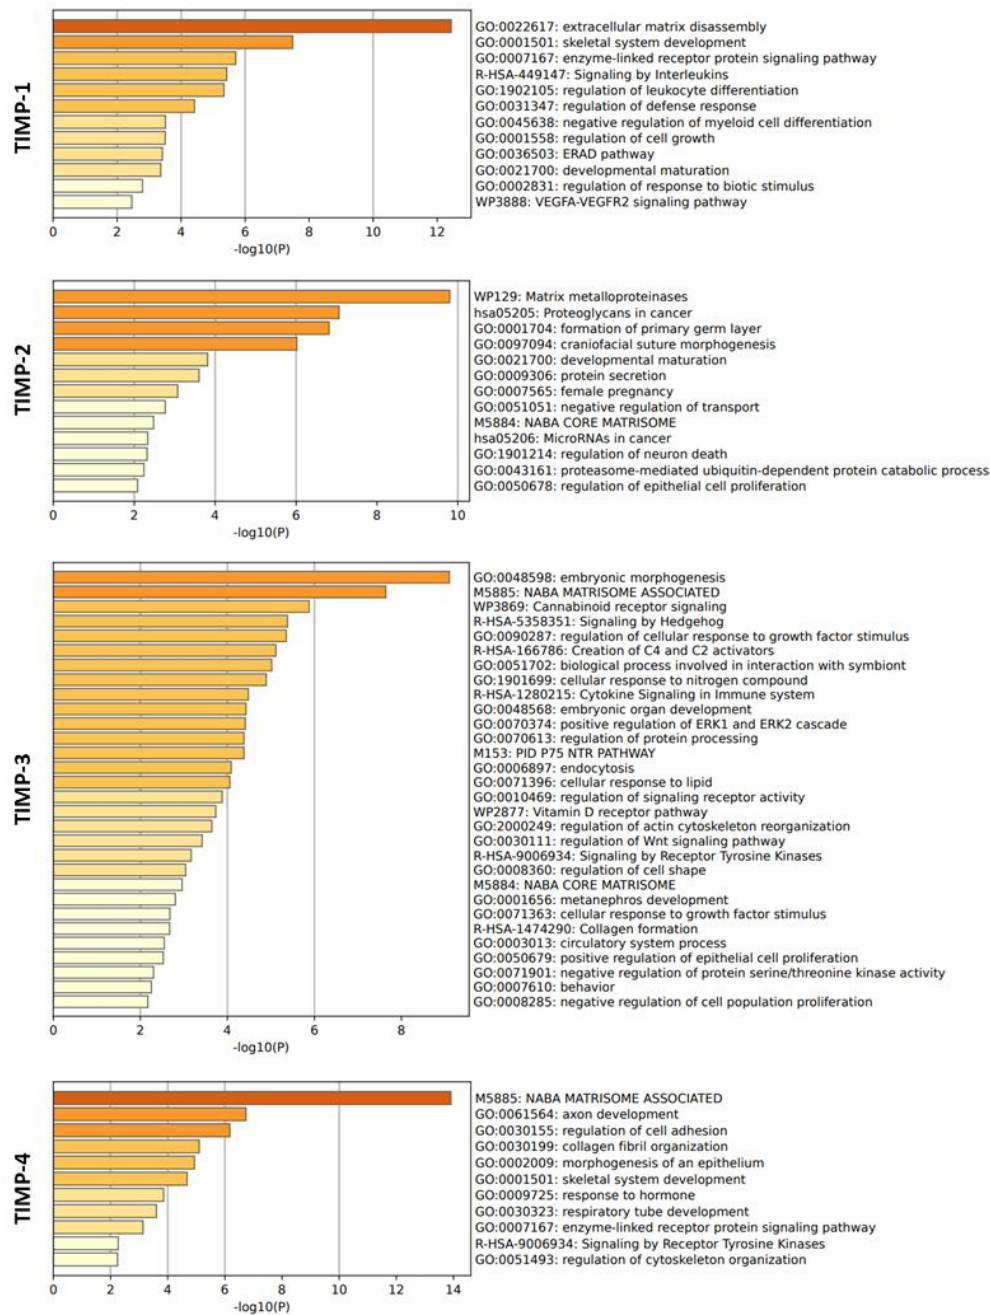 TIMP-1
GO:0022617: extracellular matrix disassembly
GO:0001501: skeletal system development
GO:0007167: enzyme-linked receptor protein signaling pathway
R-HSA-449147: Signaling by Interleukins
GO:1902105: regulation of leukocyte differentiation
GO:0031347: regulation of defense response
GO:0045638: negative regulation of myeloid cell differentiation
GO:0001558: regulation of cell growth
GO:0036503: ERAD pathway
GO:0021700: developmental maturation
GO:0002831: regulation of response to biotic stimulus
WP3888: VEGFA-VEGFR2 signaling pathway
0 2 4 6 8 10 12
-log10(P)
TIMP-2
WP129: Matrix metalloproteinases
hsa05205: Proteoglycans in cancer
GO:0001704: formation of primary germ layer
GO:0097094: craniofacial suture morphogenesis
GO:0021700: developmental maturation
GO:0009306: protein secretion
GO:0007565: female pregnancy
GO:0051051: negative regulation of transport
M5884: NABA CORE MATRISOME
hsa05206: MicroRNAs in cancer
GO:1901214: regulation of neuron death
GO:0043161: proteasome-mediated ubiquitin-dependent protein catabolic process
GO:0050678: regulation of epithelial cell proliferation
0 2 4 6 8 10
-log10(P)
TIMP-3
GO:0048598: embryonic morphogenesis
M5885: NABA MATRISOME ASSOCIATED
WP3869: Cannabinoid receptor signaling
R-HSA-5358351: Signaling by Hedgehog
GO:0090287: regulation of cellular response to growth factor stimulus
R-HSA-166786: Creation of C4 and C2 activators
GO:0051702: biological process involved in interaction with symbiont
GO:1901699: cellular response to nitrogen compound
R-HSA-1280215: Cytokine Signaling in Immune system
GO:0048568: embryonic organ development
GO:0070374: positive regulation of ERK1 and ERK2 cascade
GO:0070613: regulation of protein processing
M153: PID P75 NTR PATHWAY
GO:0006897: endocytosis
GO:0071396: cellular response to lipid
GO:0010469: regulation of signaling receptor activity
WP2877: Vitamin D receptor pathway
GO:2000249: regulation of actin cytoskeleton reorganization
GO:0030111: regulation of Wnt signaling pathway
R-HSA-9006934: Signaling by Receptor Tyrosine Kinases
GO:0008360: regulation of cell shape
M5884: NABA CORE MATRISOME
GO:0001656: metanephros development
GO:0071363: cellular response to growth factor stimulus
R-HSA-1474290: Collagen formation
GO:0003013: circulatory system process
GO:0050679: positive regulation of epithelial cell proliferation
GO:0071901: negative regulation of protein serine/threonine kinase activity
GO:0007610: behavior
GO:0008285: negative regulation of cell population proliferation
0 2 4 6 8
-log10(P)
TIMP-4
M5885: NABA MATRISOME ASSOCIATED
GO:0061564: axon development
GO:0030155: regulation of cell adhesion
GO:0030199: collagen fibril organization
GO:0002009: morphogenesis of an epithelium
GO:0001501: skeletal system development
GO:0009725: response to hormone
GO:0030323: respiratory tube development
GO:0007167: enzyme-linked receptor protein signaling pathway
R-HSA-9006934: Signaling by Receptor Tyrosine Kinases
GO:0051493: regulation of cytoskeleton organization
0 2 4 6 8 10 12 14
-log10(P)